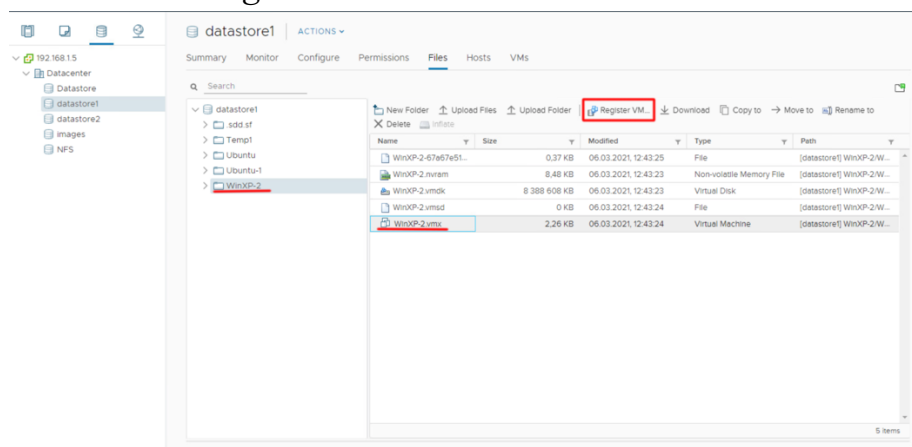 datastore1 ACTIONS
Summary Monitor Configure Permissions Files Hosts VMs
192.168.1.5
Datacenter
Datastore
datastore1
datastore2
images
NFS
Search
datastore1
.sdd.sf
Temp1
Ubuntu
Ubuntu-1
WinXP-2
New Folder Upload Files Upload Folder Register VM... Download Copy to Move to Rename to
Delete Inflate
Name Size Modified Type Path
WinXP-2-67a67e51... 0,37 KB 06.03.2021, 12:43:25 File [datastore1] WinXP-2/W...
WinXP-2.nvram 8,48 KB 06.03.2021, 12:43:23 Non-volatile Memory File [datastore1] WinXP-2/W...
WinXP-2.vmdk 8 388 608 KB 06.03.2021, 12:43:23 Virtual Disk [datastore1] WinXP-2/W...
WinXP-2.vmsd 0 KB 06.03.2021, 12:43:24 File [datastore1] WinXP-2/W...
WinXP-2.vmx 2,26 KB 06.03.2021, 12:43:24 Virtual Machine [datastore1] WinXP-2/W...
5 items